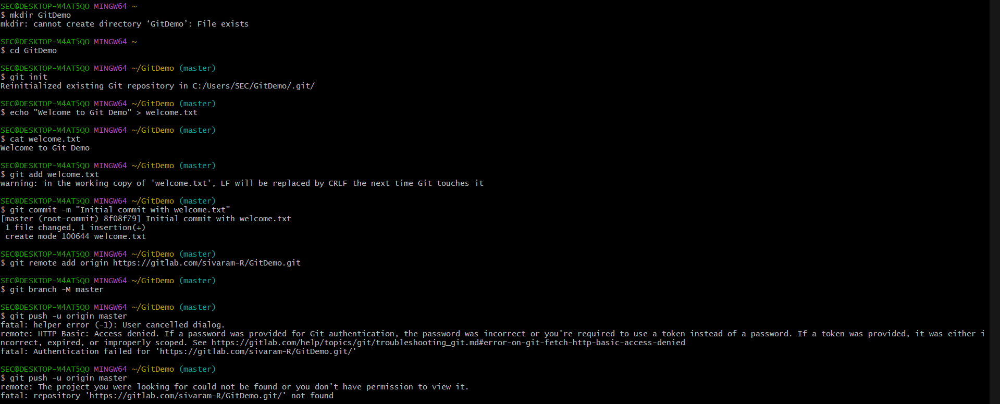 SEC@DESKTOP-M4AT5QO MINGW64 ~
$ mkdir GitDemo
mkdir: cannot create directory ‘GitDemo’: File exists

SEC@DESKTOP-M4AT5QO MINGW64 ~
$ cd GitDemo

SEC@DESKTOP-M4AT5QO MINGW64 ~/GitDemo (master)
$ git init
Reinitialized existing Git repository in C:/Users/SEC/GitDemo/.git/

SEC@DESKTOP-M4AT5QO MINGW64 ~/GitDemo (master)
$ echo "Welcome to Git Demo" > welcome.txt

SEC@DESKTOP-M4AT5QO MINGW64 ~/GitDemo (master)
$ cat welcome.txt
Welcome to Git Demo

SEC@DESKTOP-M4AT5QO MINGW64 ~/GitDemo (master)
$ git add welcome.txt
warning: in the working copy of 'welcome.txt', LF will be replaced by CRLF the next time Git touches it

SEC@DESKTOP-M4AT5QO MINGW64 ~/GitDemo (master)
$ git commit -m "Initial commit with welcome.txt"
[master (root-commit) 8f08f79] Initial commit with welcome.txt
 1 file changed, 1 insertion(+)
 create mode 100644 welcome.txt

SEC@DESKTOP-M4AT5QO MINGW64 ~/GitDemo (master)
$ git remote add origin https://gitlab.com/sivaram-R/GitDemo.git

SEC@DESKTOP-M4AT5QO MINGW64 ~/GitDemo (master)
$ git branch -M master

SEC@DESKTOP-M4AT5QO MINGW64 ~/GitDemo (master)
$ git push -u origin master
fatal: helper error (-1): User cancelled dialog.
remote: HTTP Basic: Access denied. If a password was provided for Git authentication, the password was incorrect or you're required to use a token instead of a password. If a token was provided, it was either i
ncorrect, expired, or improperly scoped. See https://gitlab.com/help/topics/git/troubleshooting_git.md#error-on-git-fetch-http-basic-access-denied
fatal: Authentication failed for 'https://gitlab.com/sivaram-R/GitDemo.git/'

SEC@DESKTOP-M4AT5QO MINGW64 ~/GitDemo (master)
$ git push -u origin master
remote: The project you were looking for could not be found or you don't have permission to view it.
fatal: repository 'https://gitlab.com/sivaram-R/GitDemo.git/' not found